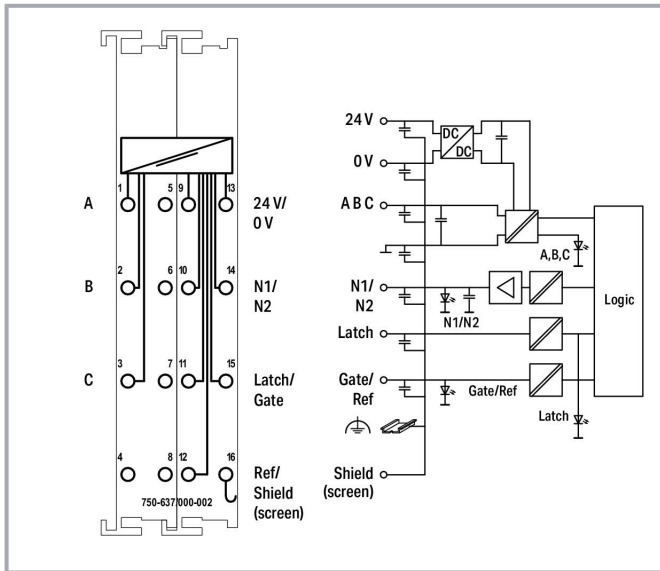 1 5 9 13
A
24 V/
0 V
2 6 10 14
B
N1/
N2
3 7 11 15
C
Latch/
Gate
4 8 12 16
Ref/
Shield
(screen)
750-637/000-002
24 V
DC
DC
0 V
A B C
A,B,C
N1/
N2
N1/N2
Logic
Latch
Gate/
Ref
Gate/Ref
Latch
Shield
(screen)